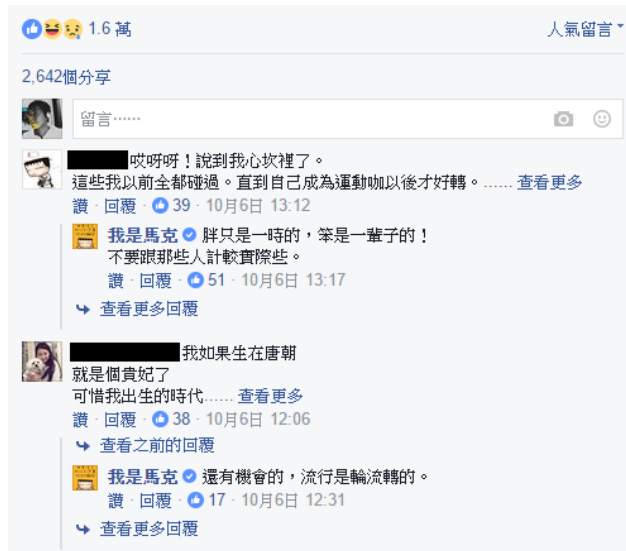 1.6 萬
人氣留言
2,642個分享
留言……
哎呀呀！說到我心坎裡了。
這些我以前全都碰過。直到自己成為運動咖以後才好轉。…… 查看更多
讚 · 回覆 · 39 · 10月6日 13:12
我是馬克 胖只是一時的，笨是一輩子的！
不要跟那些人計較實際些。
讚 · 回覆 · 51 · 10月6日 13:17
查看更多回覆
我如果生在唐朝
就是個貴妃了
可惜我出生的時代…… 查看更多
讚 · 回覆 · 38 · 10月6日 12:06
查看之前的回覆
我是馬克 還有機會的，流行是輪流轉的。
讚 · 回覆 · 17 · 10月6日 12:31
查看更多回覆